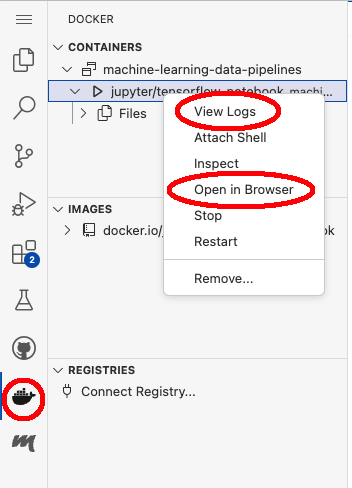 DOCKER
CONTAINERS
machine-learning-data-pipelines
jupyter/tensorflow-notebook machi...
Files
View Logs
Attach Shell
Inspect
Open in Browser
Stop
Restart
Remove...
IMAGES
docker.io/j ook
2
REGISTRIES
Connect Registry...